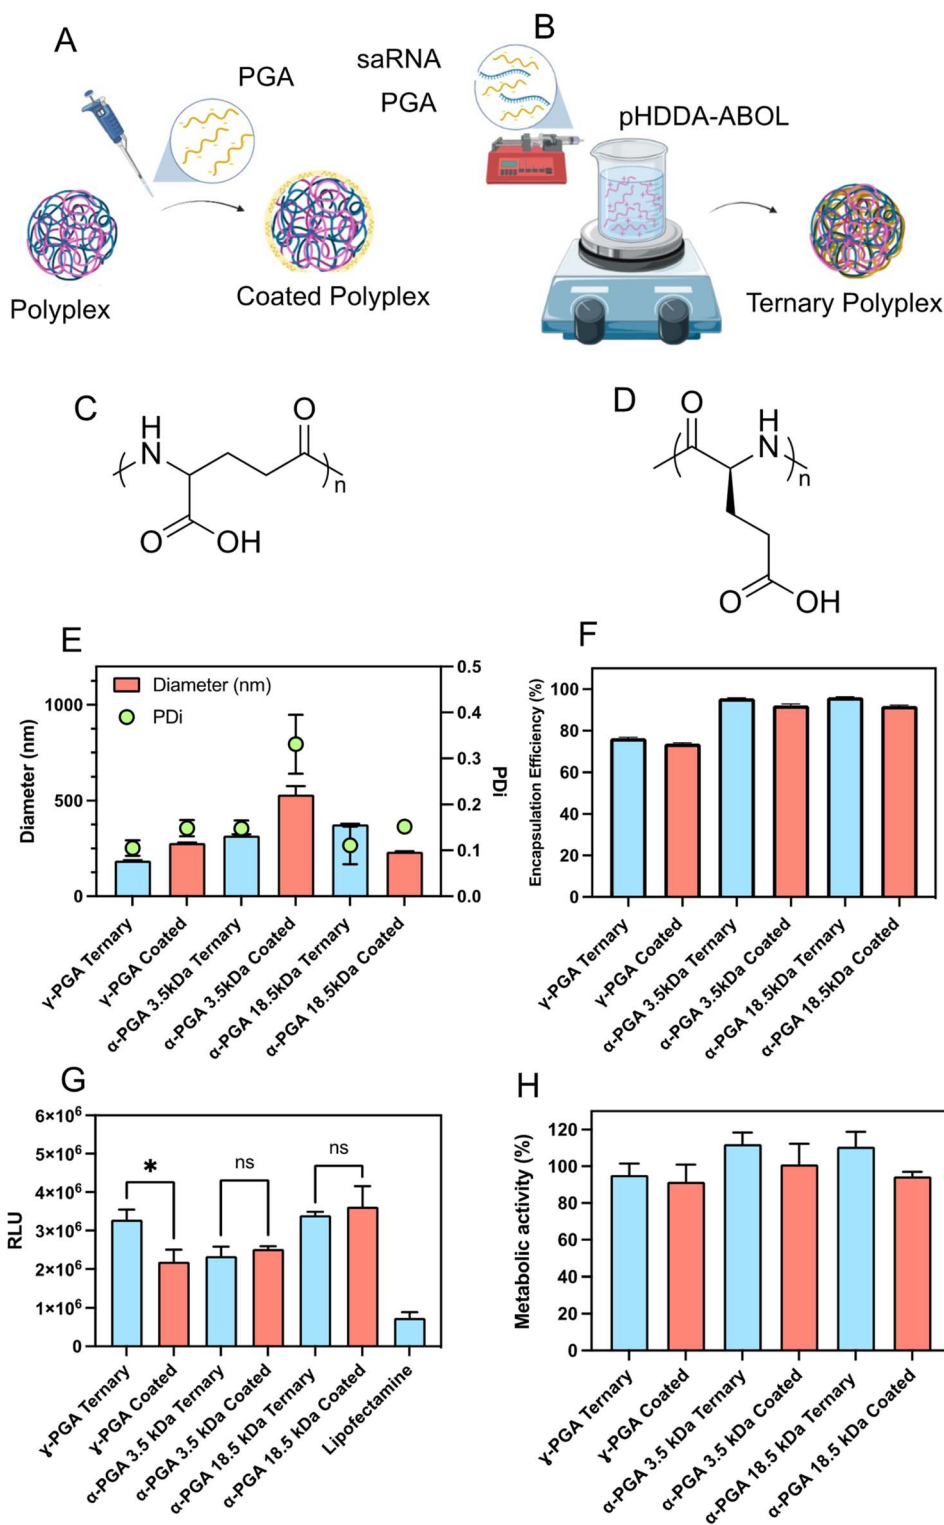 A
PGA
Polyplex
Coated Polyplex
B
saRNA
PGA
pHDDA-ABOL
Ternary Polyplex
C
H
N
O
n
O
OH
D
O
H
N
n
O
OH
E
Diameter (nm)
1000
500
0
Diameter (nm)
PDi
0.5
0.4
0.3
0.2
0.1
0.0
PDi
γ-PGA Ternary
γ-PGA Coated
α-PGA 3.5kDa Ternary
α-PGA 3.5kDa Coated
α-PGA 18.5kDa Ternary
α-PGA 18.5kDa Coated
F
Encapsulation Efficiency (%)
100
80
60
40
20
0
γ-PGA Ternary
γ-PGA Coated
α-PGA 3.5kDa Ternary
α-PGA 3.5kDa Coated
α-PGA 18.5kDa Ternary
α-PGA 18.5kDa Coated
G
RLU
6×10⁶
5×10⁶
4×10⁶
3×10⁶
2×10⁶
1×10⁶
0
*
ns
ns
γ-PGA Ternary
γ-PGA Coated
α-PGA 3.5 kDa Ternary
α-PGA 3.5 kDa Coated
α-PGA 18.5 kDa Ternary
α-PGA 18.5 kDa Coated
Lipofectamine
H
Metabolic activity (%)
120
100
80
60
40
20
0
γ-PGA Ternary
γ-PGA Coated
α-PGA 3.5 kDa Ternary
α-PGA 3.5 kDa Coated
α-PGA 18.5 kDa Ternary
α-PGA 18.5 kDa Coated